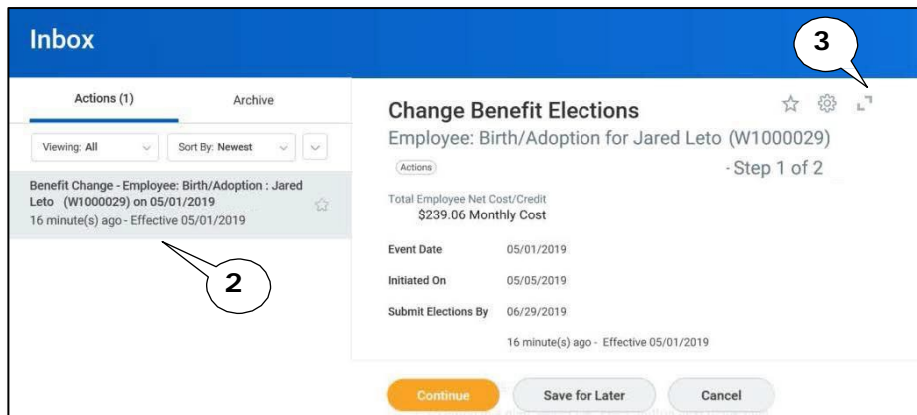 Inbox
3
Actions (1)
Archive
Viewing: All
Sort By: Newest
Benefit Change - Employee: Birth/Adoption : Jared
Leto (W1000029) on 05/01/2019
16 minute(s) ago - Effective 05/01/2019
2
Change Benefit Elections
Employee: Birth/Adoption for Jared Leto (W1000029)
Actions
- Step 1 of 2
Total Employee Net Cost/Credit
$239.06 Monthly Cost
Event Date 05/01/2019
Initiated On 05/05/2019
Submit Elections By 06/29/2019
16 minute(s) ago - Effective 05/01/2019
Continue
Save for Later
Cancel